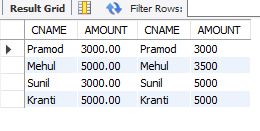 Result Grid Filter Rows:
CNAME AMOUNT CNAME AMOUNT
Pramod 3000.00 Pramod 3000
Mehul 5000.00 Mehul 3500
Sunil 3000.00 Sunil 5000
Kranti 5000.00 Kranti 5000